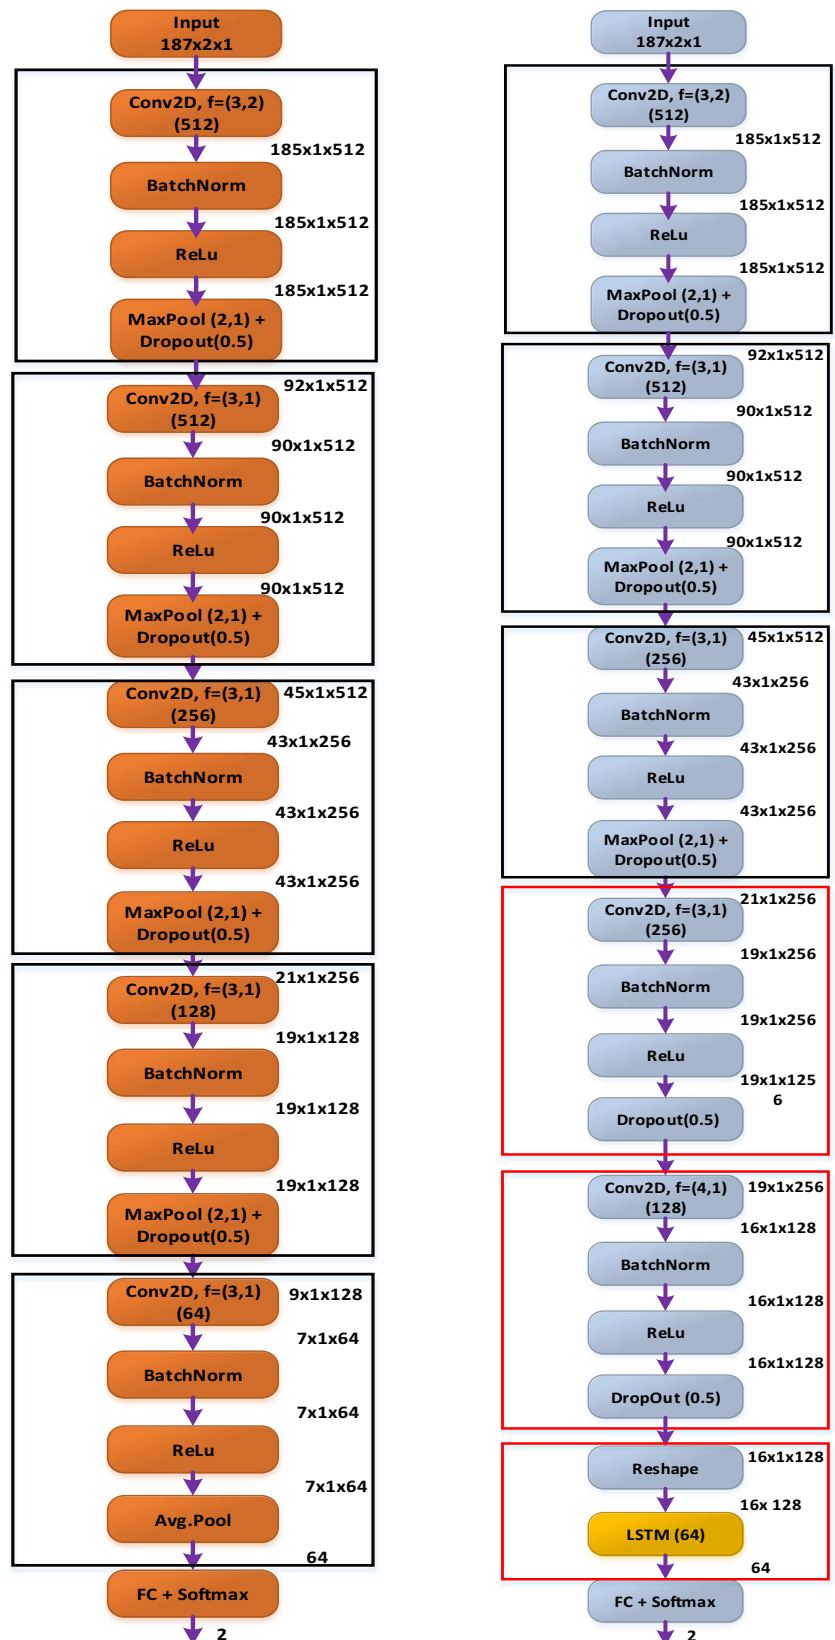 Input
187x2x1
Conv2D, f=(3,2)
(512)
185x1x512
BatchNorm
185x1x512
ReLu
185x1x512
MaxPool (2,1) +
Dropout(0.5)
92x1x512
Conv2D, f=(3,1)
(512)
90x1x512
BatchNorm
90x1x512
ReLu
90x1x512
MaxPool (2,1) +
Dropout(0.5)
45x1x512
Conv2D, f=(3,1)
(256)
43x1x256
BatchNorm
43x1x256
ReLu
43x1x256
MaxPool (2,1) +
Dropout(0.5)
21x1x256
Conv2D, f=(3,1)
(128)
19x1x128
BatchNorm
19x1x128
ReLu
19x1x128
MaxPool (2,1) +
Dropout(0.5)
Conv2D, f=(3,1)
(64)
9x1x128
7x1x64
BatchNorm
7x1x64
ReLu
7x1x64
Avg.Pool
64
FC + Softmax
2
Input
187x2x1
Conv2D, f=(3,2)
(512)
185x1x512
BatchNorm
185x1x512
ReLu
185x1x512
MaxPool (2,1) +
Dropout(0.5)
92x1x512
Conv2D, f=(3,1)
(512)
90x1x512
BatchNorm
90x1x512
ReLu
90x1x512
MaxPool (2,1) +
Dropout(0.5)
45x1x512
Conv2D, f=(3,1)
(256)
43x1x256
BatchNorm
43x1x256
ReLu
43x1x256
MaxPool (2,1) +
Dropout(0.5)
21x1x256
Conv2D, f=(3,1)
(256)
19x1x256
BatchNorm
19x1x256
ReLu
19x1x125
6
Dropout(0.5)
Conv2D, f=(4,1)
(128)
19x1x256
16x1x128
BatchNorm
16x1x128
ReLu
16x1x128
DropOut (0.5)
16x1x128
Reshape
16x 128
LSTM (64)
64
FC + Softmax
2